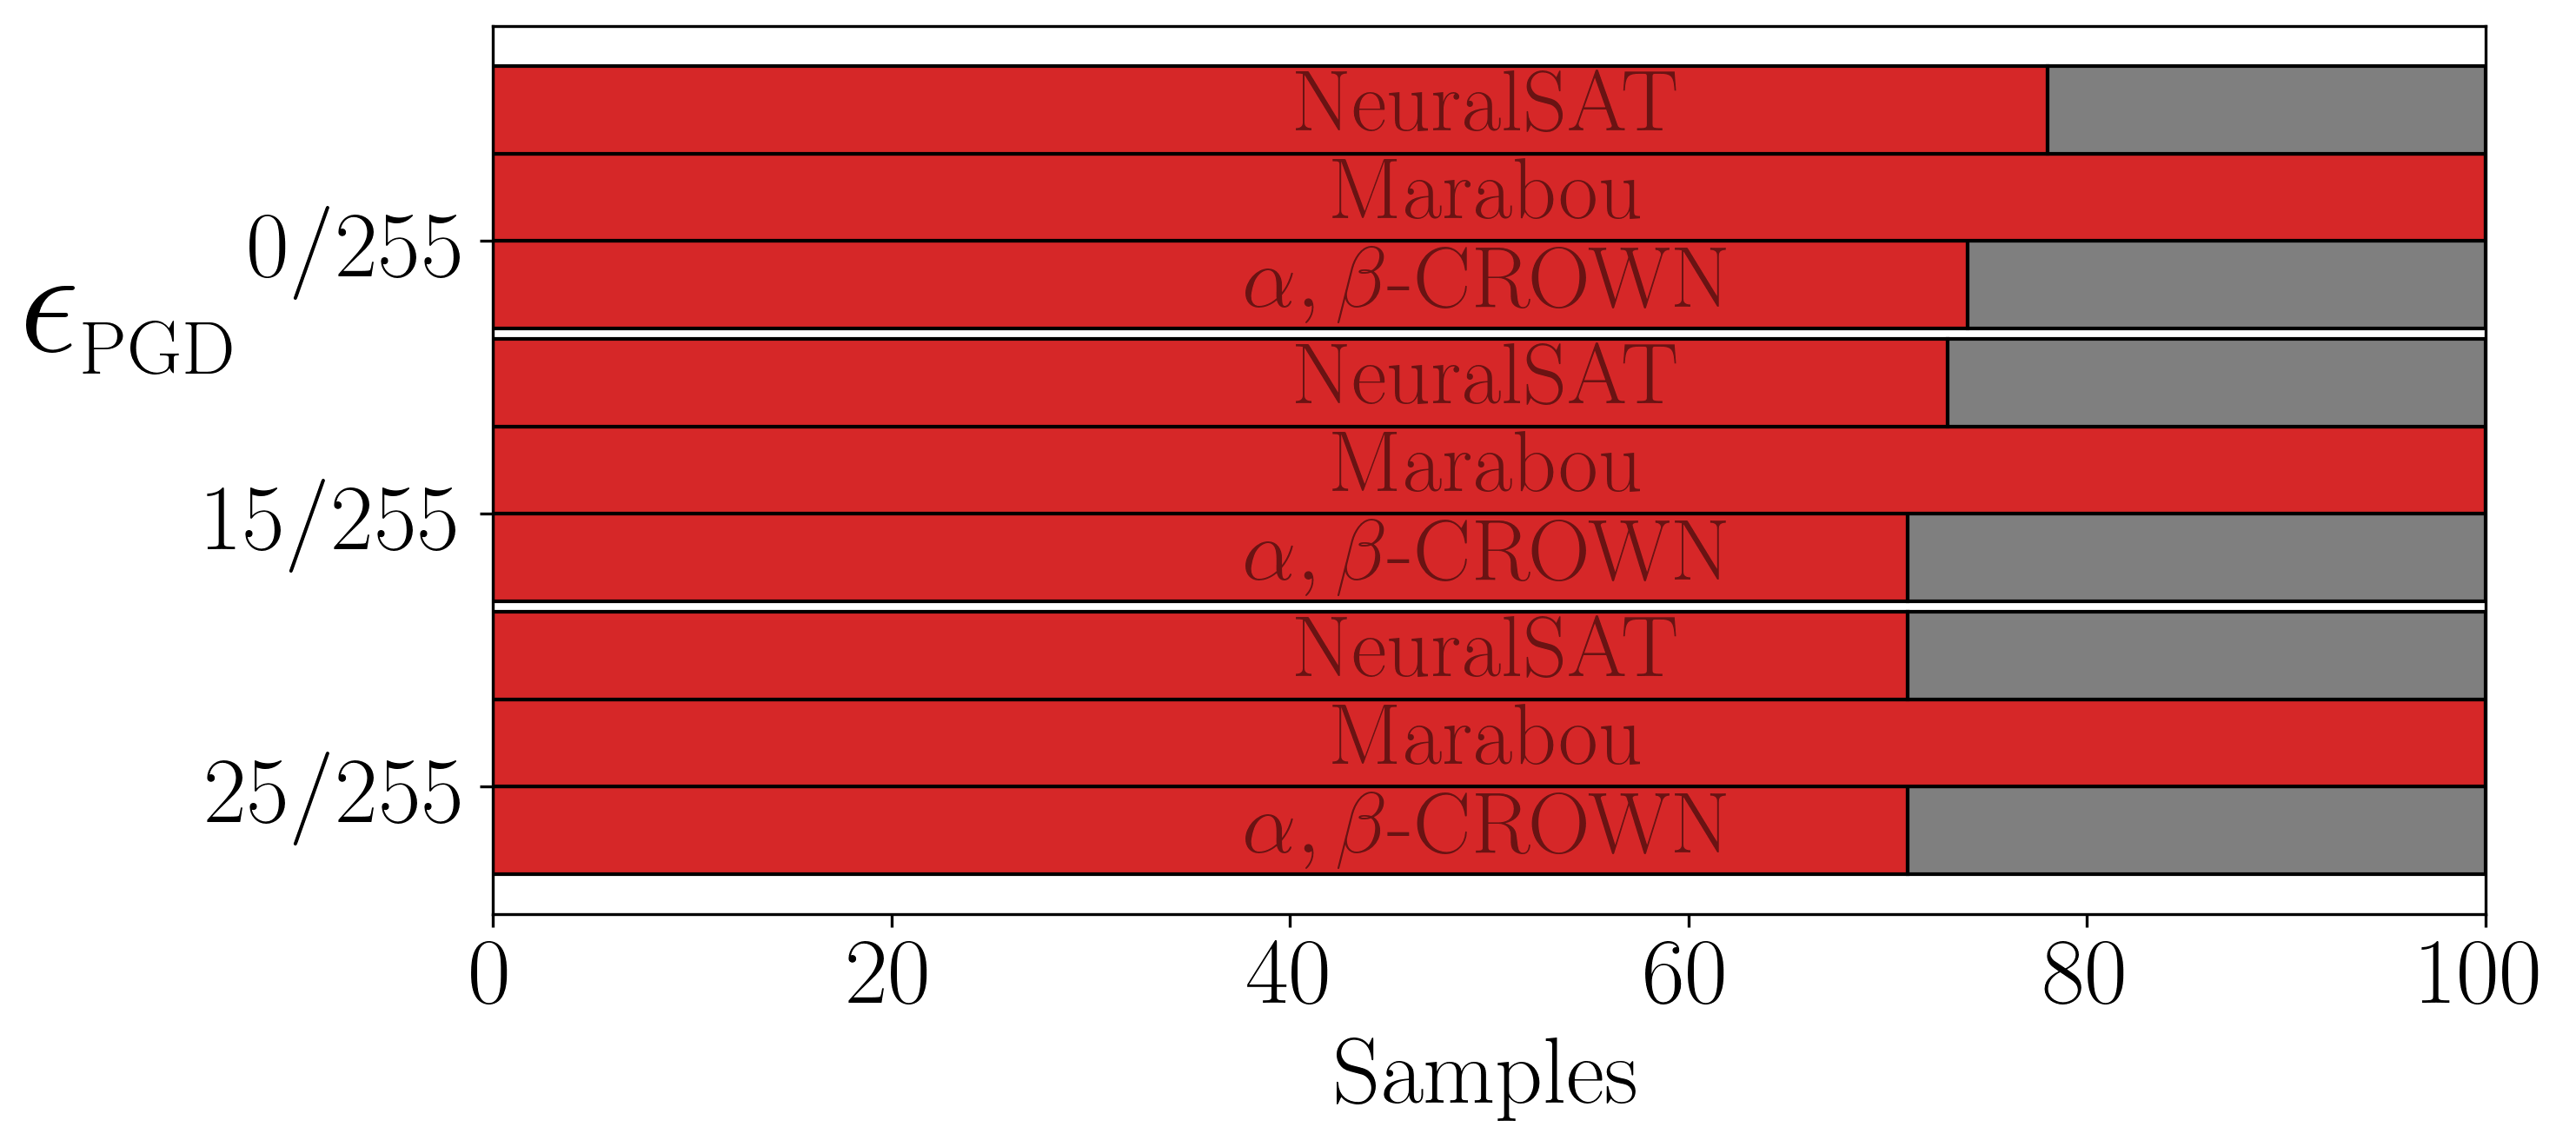 NeuralSAT
Marabou
0/255
α, β-CROWN
ϵPGD
NeuralSAT
Marabou
15/255
α, β-CROWN
NeuralSAT
Marabou
25/255
α, β-CROWN
0 20 40 60 80 100
Samples